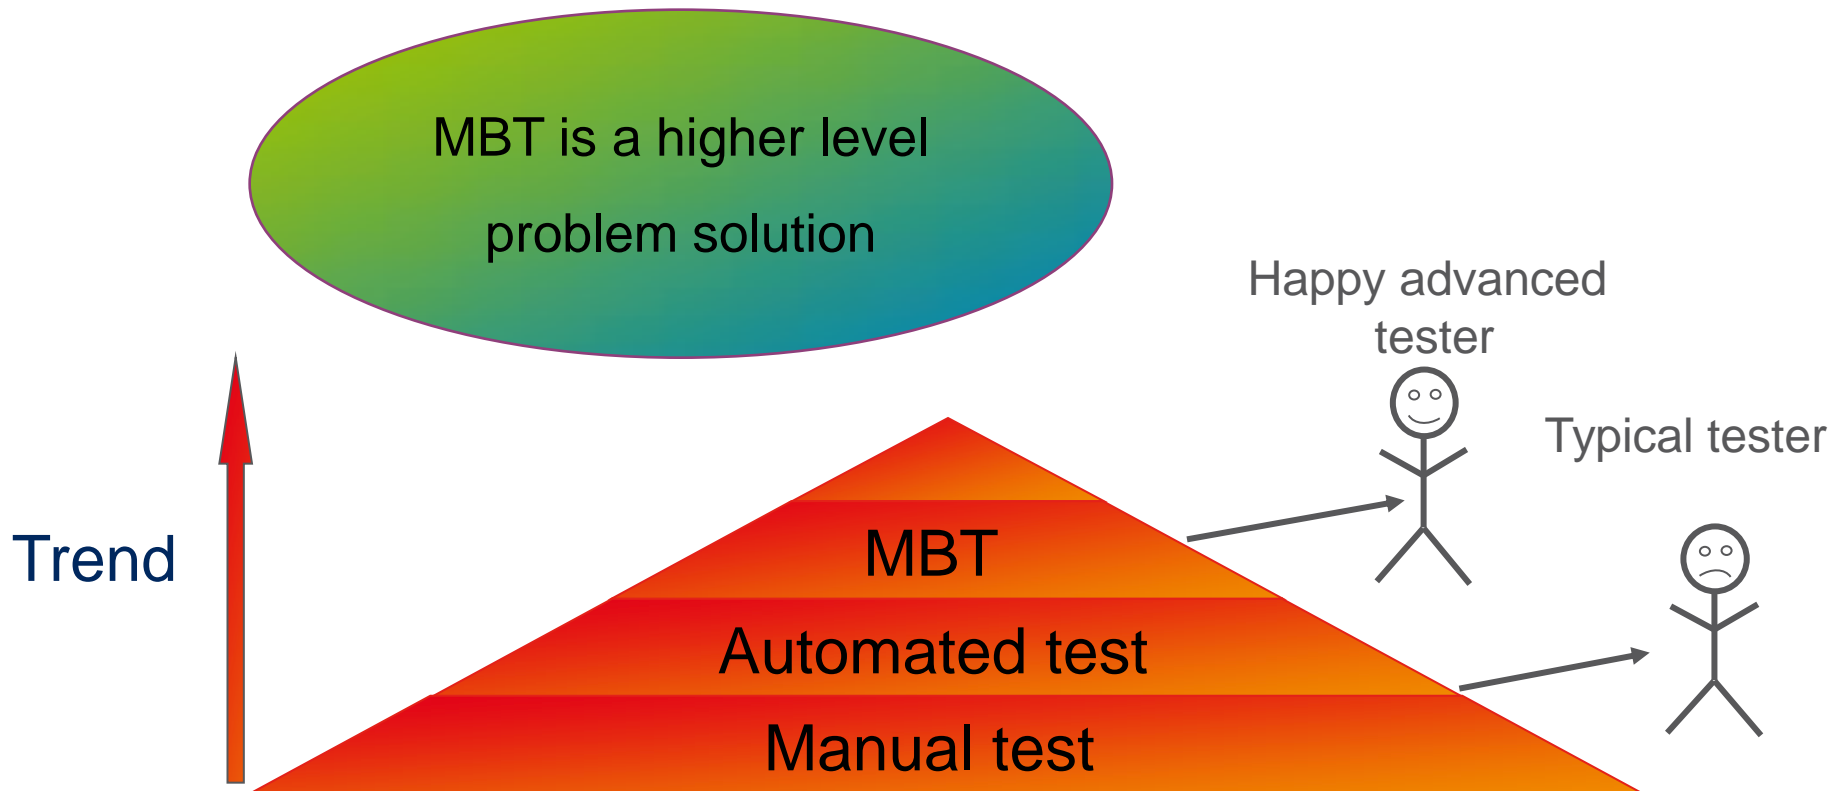 MBT is a higher level
problem solution
Happy advanced
tester
Typical tester
Trend
MBT
Automated test
Manual test